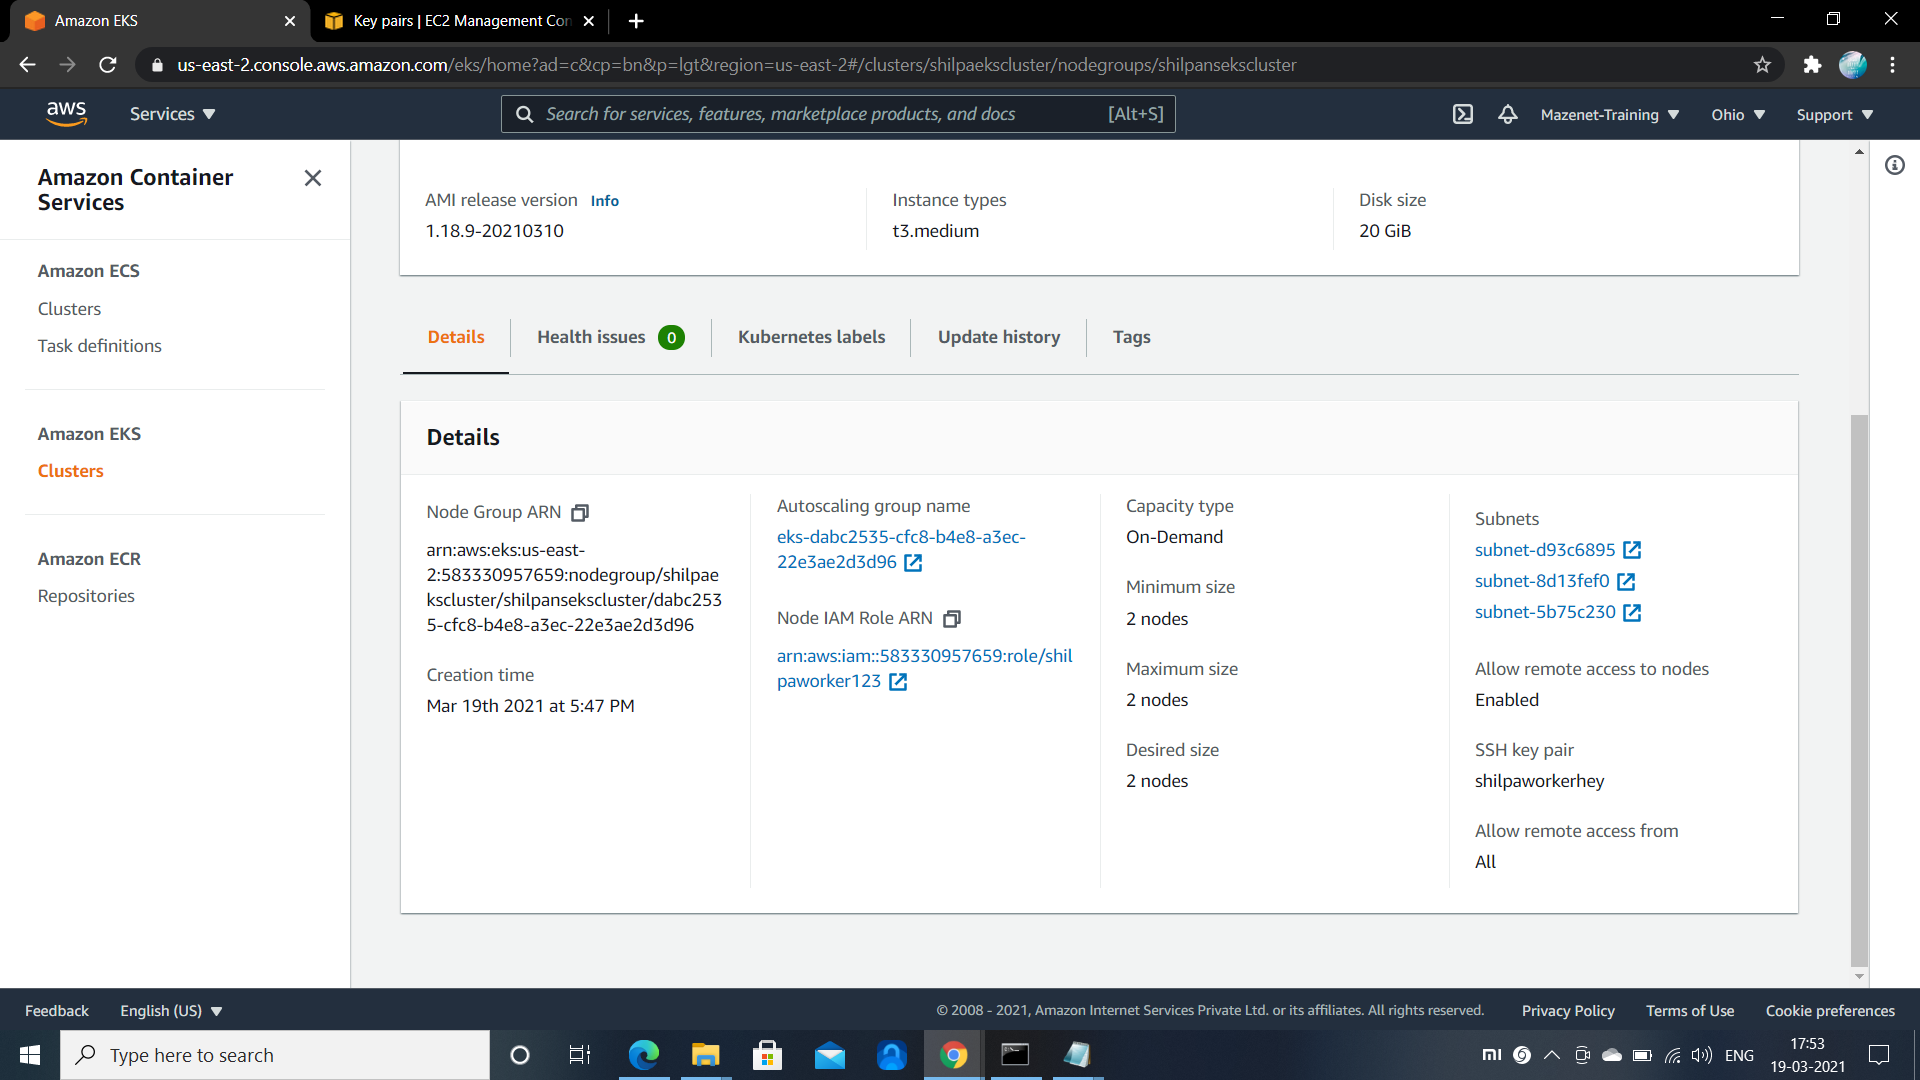 Amazon EKS
Key pairs | EC2 Management Con
us-east-2.console.aws.amazon.com/eks/home?ad=c&cp=bn&p=lgt&region=us-east-2#/clusters/shilpaekscluster/nodegroups/shilpansekscluster
aws
Services
Search for services, features, marketplace products, and docs
[Alt+S]
Mazenet-Training
Ohio
Support
Amazon Container
Services
Amazon ECS
Clusters
Task definitions
Amazon EKS
Clusters
Amazon ECR
Repositories
AMI release version Info
1.18.9-20210310
Instance types
t3.medium
Disk size
20 GiB
Details
Health issues 0
Kubernetes labels
Update history
Tags
Details
Node Group ARN
arn:aws:eks:us-east-
2:583330957659:nodegroup/shilpae
kscluster/shilpansekscluster/dabc253
5-cfc8-b4e8-a3ec-22e3ae2d3d96
Creation time
Mar 19th 2021 at 5:47 PM
Autoscaling group name
eks-dabc2535-cfc8-b4e8-a3ec-
22e3ae2d3d96
Node IAM Role ARN
arn:aws:iam::583330957659:role/shil
paworker123
Capacity type
On-Demand
Minimum size
2 nodes
Maximum size
2 nodes
Desired size
2 nodes
Subnets
subnet-d93c6895
subnet-8d13fef0
subnet-5b75c230
Allow remote access to nodes
Enabled
SSH key pair
shilpaworkerhey
Allow remote access from
All
Feedback
English (US)
© 2008 - 2021, Amazon Internet Services Private Ltd. or its affiliates. All rights reserved.
Privacy Policy
Terms of Use
Cookie preferences
Type here to search
mi
ENG
17:53
19-03-2021